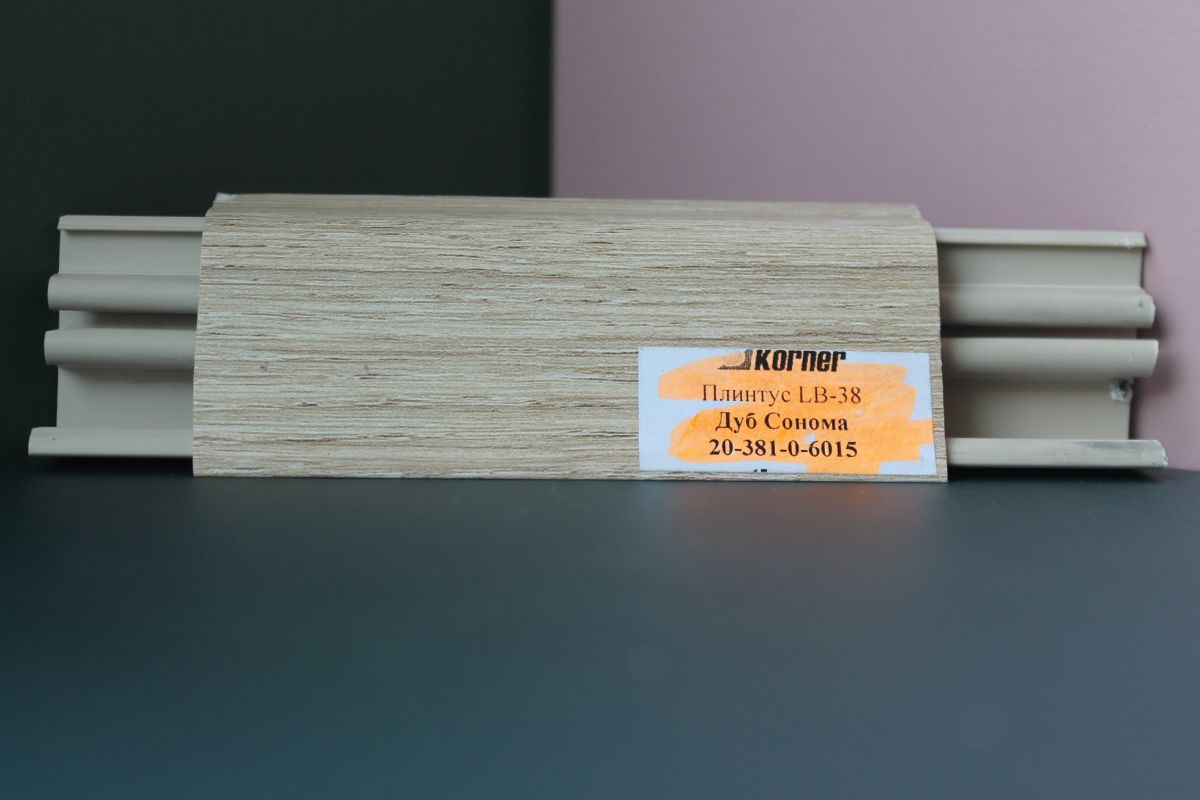 Korner
Плинтус LB-38
Дуб Сонома
20-381-0-6015